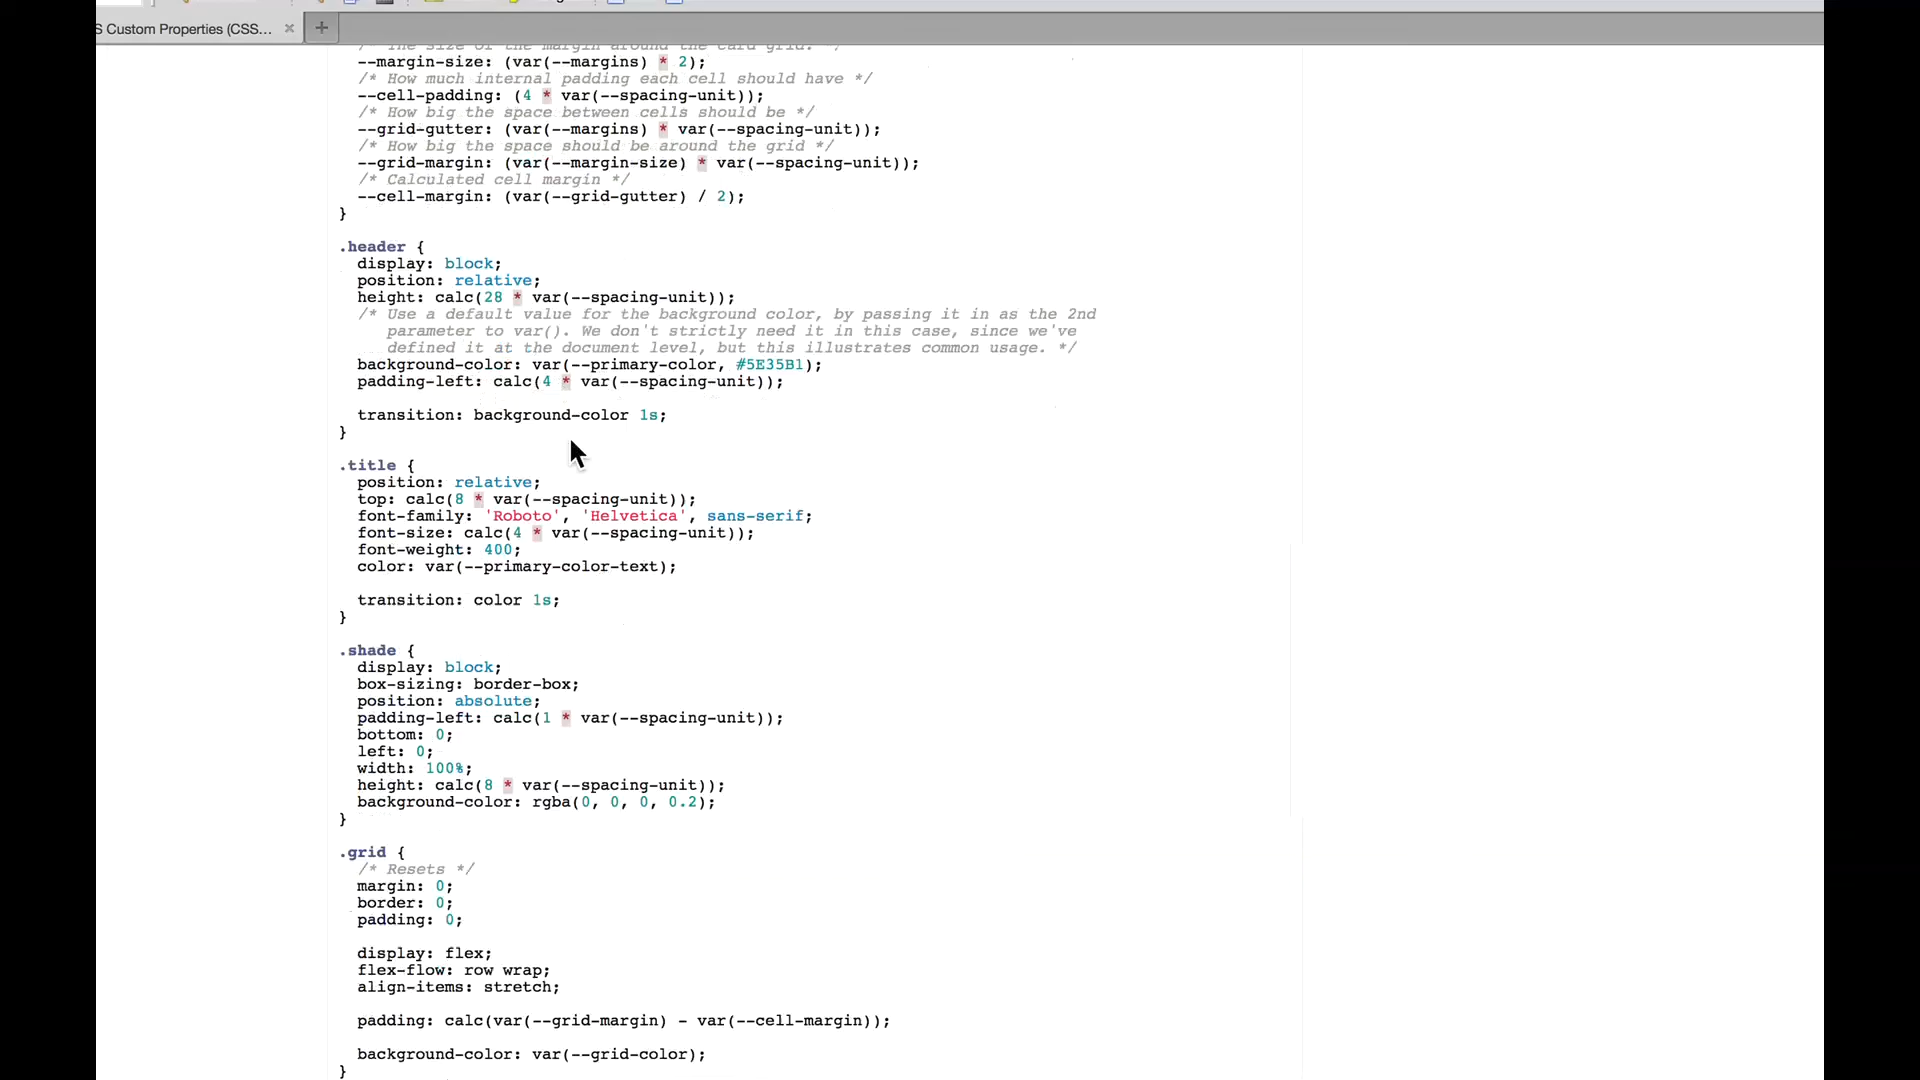 S Custom Properties (CSS...
/* The size of the margin around the card grid. */
--margin-size: (var(--margins) * 2);
/* How much internal padding each cell should have */
--cell-padding: (4 * var(--spacing-unit));
/* How big the space between cells should be */
--grid-gutter: (var(--margins) * var(--spacing-unit));
/* How big the space should be around the grid */
--grid-margin: (var(--margin-size) * var(--spacing-unit));
/* Calculated cell margin */
--cell-margin: (var(--grid-gutter) / 2);
}
.header {
display: block;
position: relative;
height: calc(28 * var(--spacing-unit));
/* Use a default value for the background color, by passing it in as the 2nd
parameter to var(). We don't strictly need it in this case, since we've
defined it at the document level, but this illustrates common usage. */
background-color: var(--primary-color, #5E35B1);
padding-left: calc(4 * var(--spacing-unit));
transition: background-color 1s;
}
.title {
position: relative;
top: calc(8 * var(--spacing-unit));
font-family: 'Roboto', 'Helvetica', sans-serif;
font-size: calc(4 * var(--spacing-unit));
font-weight: 400;
color: var(--primary-color-text);
transition: color 1s;
}
.shade {
display: block;
box-sizing: border-box;
position: absolute;
padding-left: calc(1 * var(--spacing-unit));
bottom: 0;
left: 0;
width: 100%;
height: calc(8 * var(--spacing-unit));
background-color: rgba(0, 0, 0, 0.2);
}
.grid {
/* Resets */
margin: 0;
border: 0;
padding: 0;
display: flex;
flex-flow: row wrap;
align-items: stretch;
padding: calc(var(--grid-margin) - var(--cell-margin));
background-color: var(--grid-color);
}